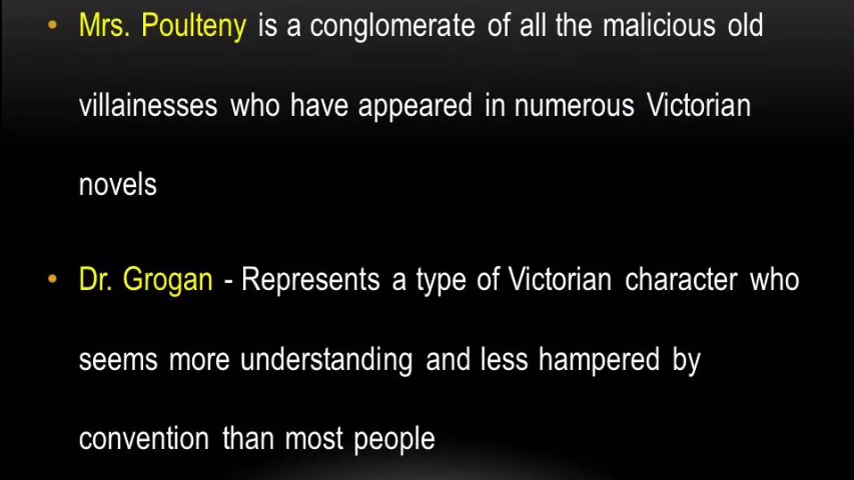 • Mrs. Poulteny is a conglomerate of all the malicious old
villainesses who have appeared in numerous Victorian
novels
• Dr. Grogan - Represents a type of Victorian character who
seems more understanding and less hampered by
convention than most people